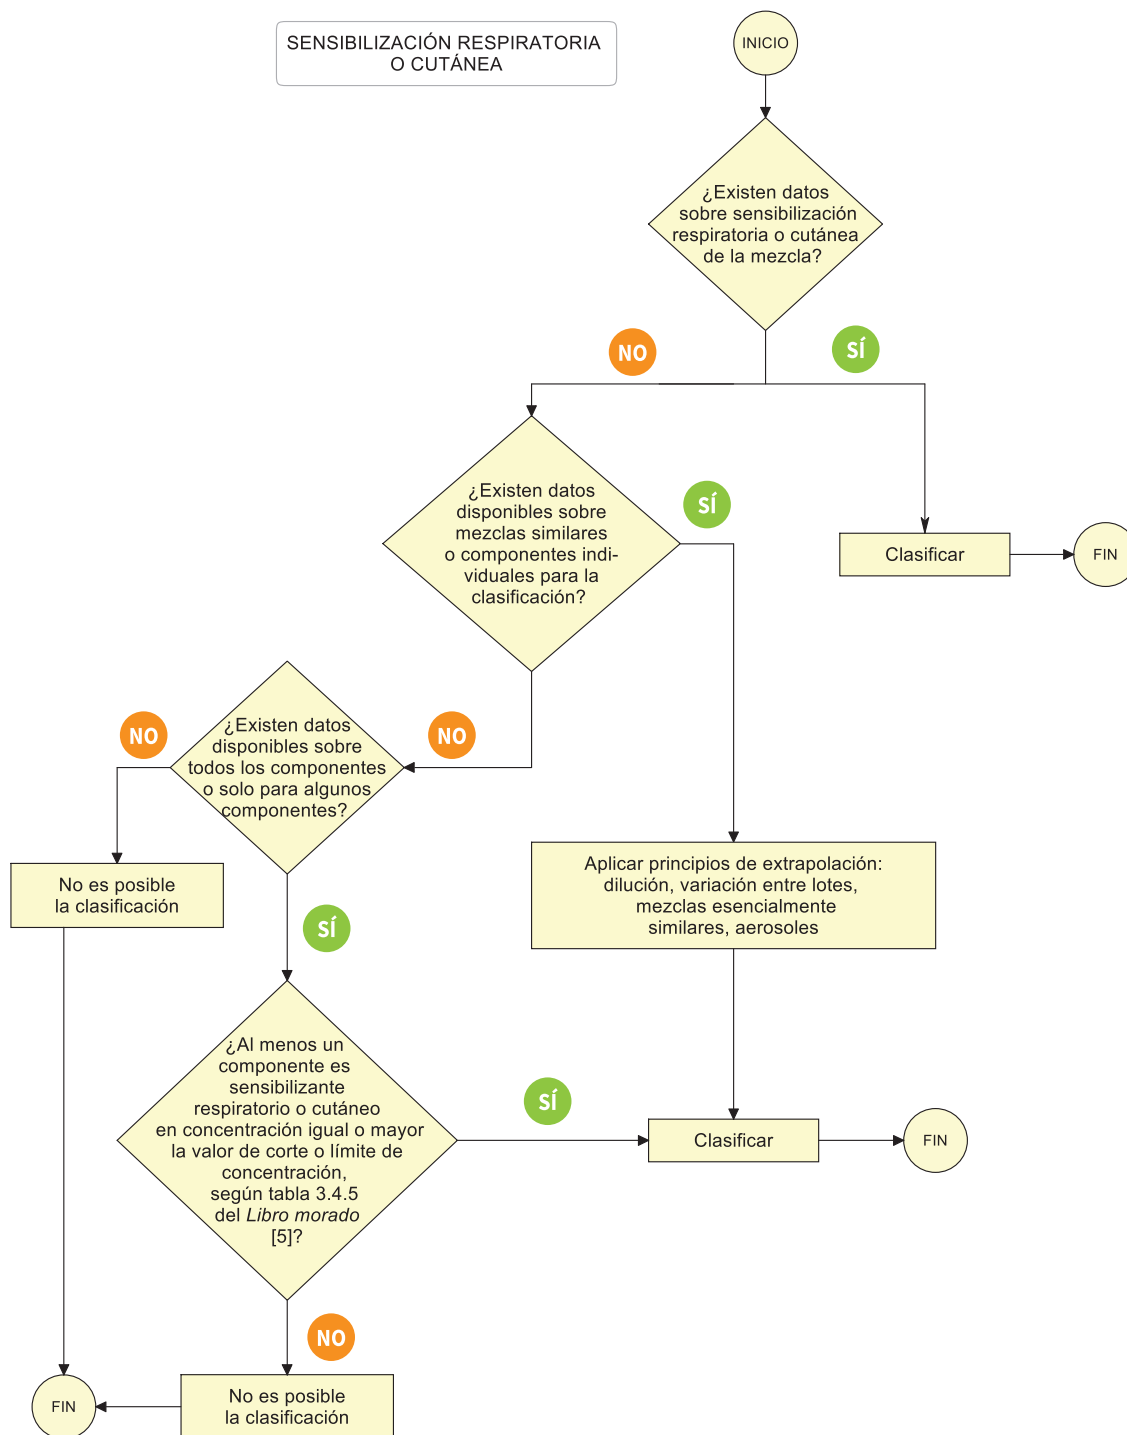 SENSIBILIZACIÓN RESPIRATORIA
O CUTÁNEA
INICIO
¿Existen datos
sobre sensibilización
respiratoria o cutánea
de la mezcla?
NO
SÍ
¿Existen datos
disponibles sobre
mezclas similares
o componentes indi-
viduales para la
clasificación?
SÍ
Clasificar
FIN
NO
¿Existen datos
disponibles sobre
todos los componentes
o solo para algunos
componentes?
NO
No es posible
la clasificación
Aplicar principios de extrapolación:
dilución, variación entre lotes,
mezclas esencialmente
similares, aerosoles
SÍ
¿Al menos un
componente es
sensibilizante
respiratorio o cutáneo
en concentración igual o mayor
la valor de corte o límite de
concentración,
según tabla 3.4.5
del Libro morado
[5]?
SÍ
Clasificar
FIN
NO
FIN
No es posible
la clasificación